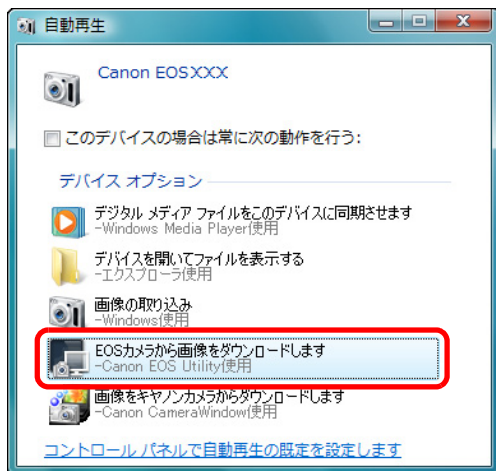 自動再生
Canon EOSXXX
このデバイスの場合は常に次の動作を行う:
デバイス オプション
デジタル メディア ファイルをこのデバイスに同期させます
-Windows Media Player使用
デバイスを開いてファイルを表示する
-エクスプローラ使用
画像の取り込み
-Windows使用
EOSカメラから画像をダウンロードします
-Canon EOS Utility使用
画像をキヤノンカメラからダウンロードします
-Canon CameraWindow使用
コントロール パネルで自動再生の既定を設定します